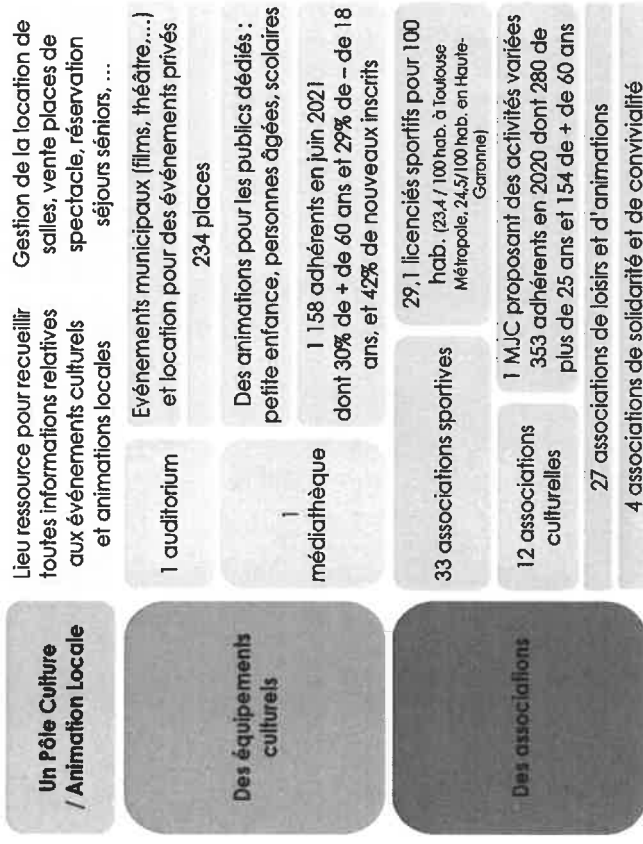 Un Pôle Culture
/ Animation Locale
Lieu ressource pour recueillir
toutes informations relatives
aux événements culturels
et animations locales
Gestion de la location de
salles, vente places de
spectacle, réservation
séjours séniors, ...
Des équipements
culturels
1 auditorium
Evénements municipaux (films, théâtre,...)
et location pour des événements privés
234 places
1
médiathèque
Des animations pour les publics dédiés :
petite enfance, personnes âgées, scolaires
1 158 adhérents en juin 2021
dont 30% de + de 60 ans et 29% de – de 18
ans, et 42% de nouveaux inscrits
Des associations
33 associations sportives
29,1 licenciés sportifs pour 100
hab. (23,4 / 100 hab. à Toulouse
Métropole, 24,5/100 hab. en Haute-
Garonne)
12 associations
culturelles
1 MJC proposant des activités variées
353 adhérents en 2020 dont 280 de
plus de 25 ans et 154 de + de 60 ans
27 associations de loisirs et d'animations
4 associations de solidarité et de convivialité